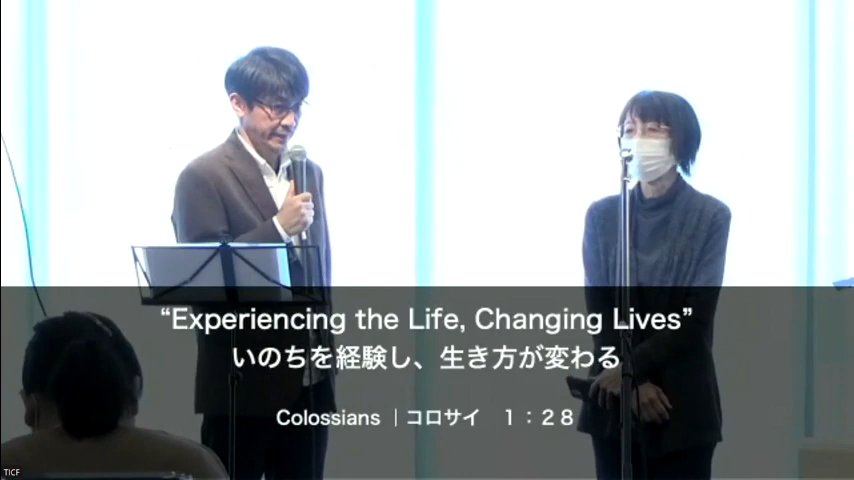 “Experiencing the Life, Changing Lives”
いのちを経験し、生き方が変わる
Colossians ｜コロサイ　１：２８
TICF